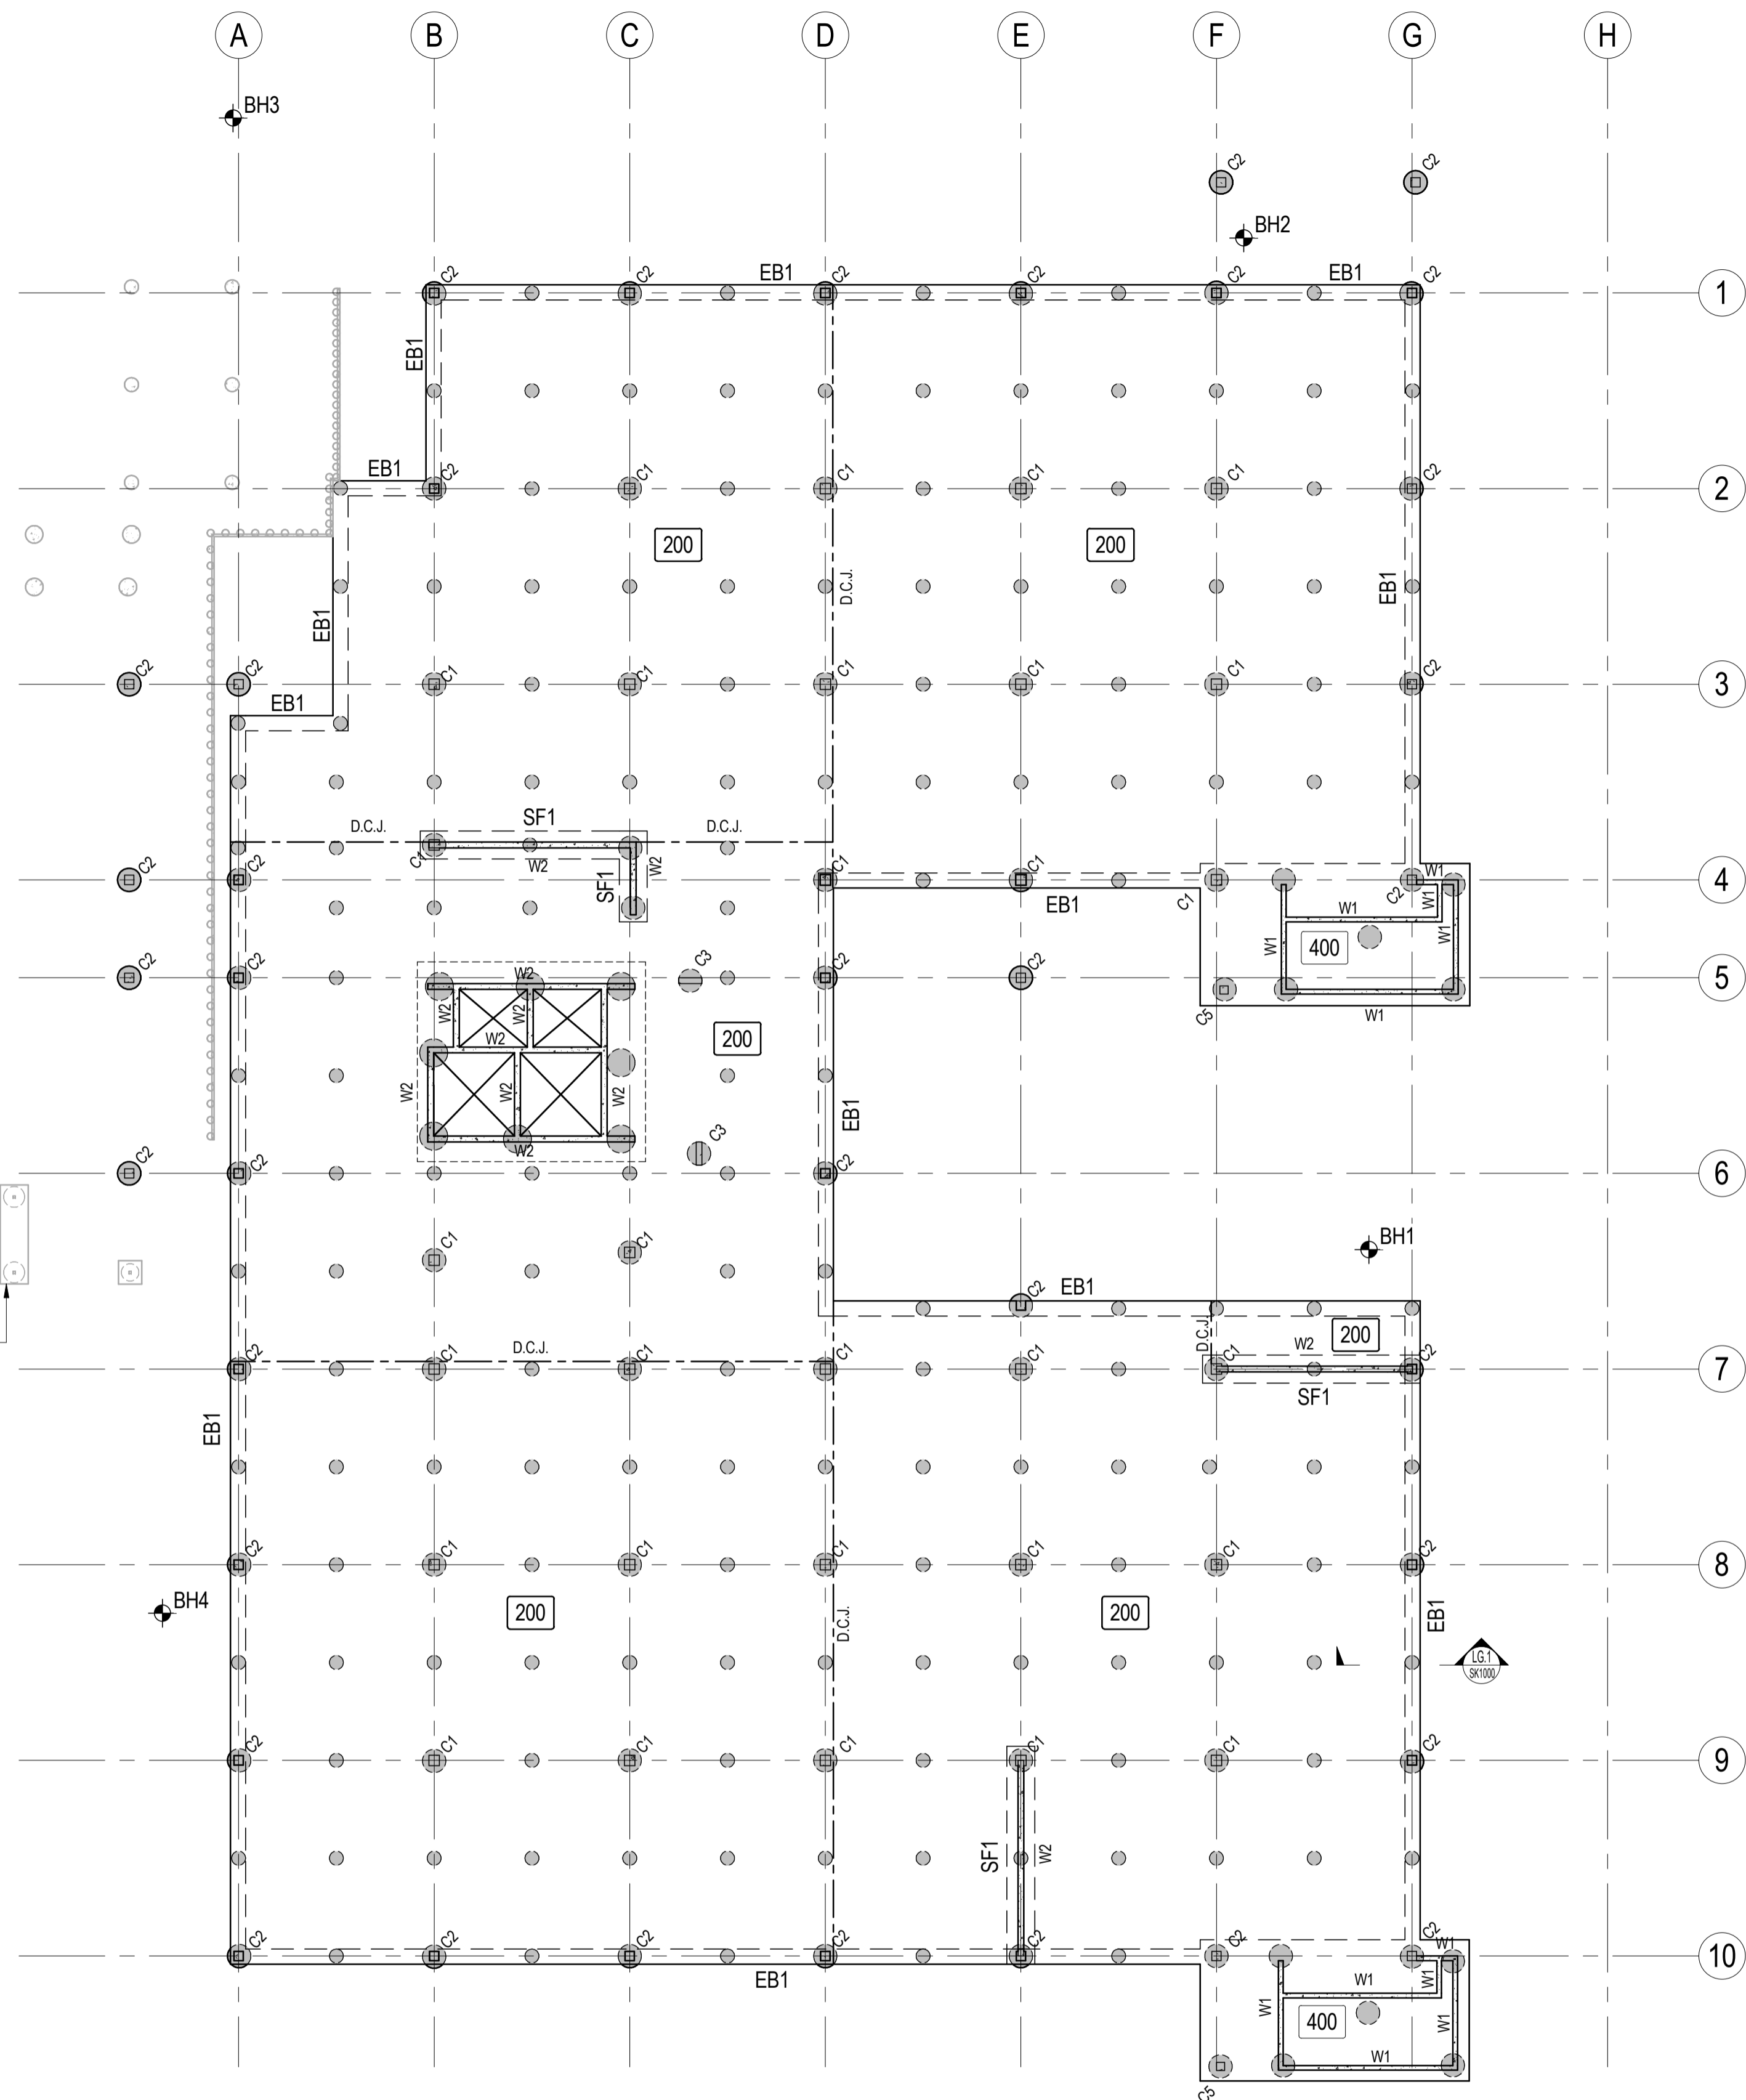 A B C D E F G H
BH3
C2 C2
BH2
C2 C2 EB1 C2 C2 C2 EB1 C2
1
EB1
EB1 C2 C1 C1 C1 C1 C2
2
200 200
D.C.J.
EB1
EB1
C2 C2 C1 C1 C1 C1 C1 C2
3
EB1
SF1
D.C.J. D.C.J.
C1 W2 W2
SF1
C2 C2 C1 C1 W1
4
C1 C2 W1
EB1 W1
W1 W1
400
C2 C2 W2 C3 C2 C2
5
W2 W2
C5 W1
W2
200
W2 W2 W2
EB1
W2
C3
C2 C2 C2
6
C1 C1
BH1
C2 EB1
D.C.J.
200
D.C.J. W2
C2 C1 C1 C1 C1 C1 C2
7
SF1
EB1
C2 C1 C1 C1 C1 C1 C2
8
BH4
200 200
D.C.J.
EB1
LG.1
SK1000
C2 C1 C1 C1 C1 C1 C2
9
SF1 W2
C2 C2 C2 C2 C2 C2 C2
10
W1
EB1
W1 W1
W1 W1
400
W1
C5